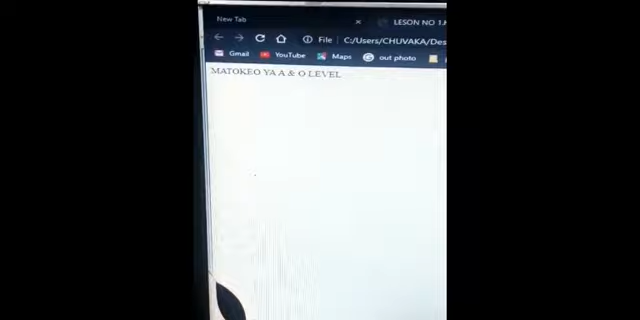 New Tab
LESON NO 1
File C:/Users/CHUVAKA/Des
Gmail YouTube Maps out photo
MATOKEO YA A & O LEVEL